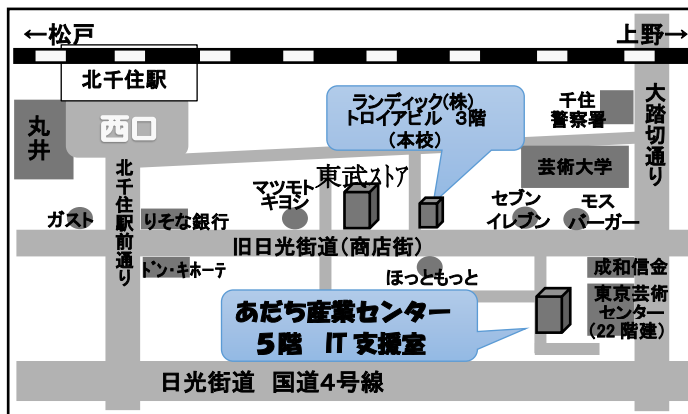 ←松戸
上野→
北千住駅
西口
丸井
北千住駅前通り
ランディック(株)
トロイアビル 3階
(本校)
千住
警察署
大踏切通り
芸術大学
東武ストア
マツモト
キヨシ
セブン
イレブン
モス
バーガー
ガスト
りそな銀行
旧日光街道(商店街)
ドン・キホーテ
ほっともっと
成和信金
東京芸術
センター
(22階建)
あだち産業センター
5階 IT支援室
日光街道 国道4号線